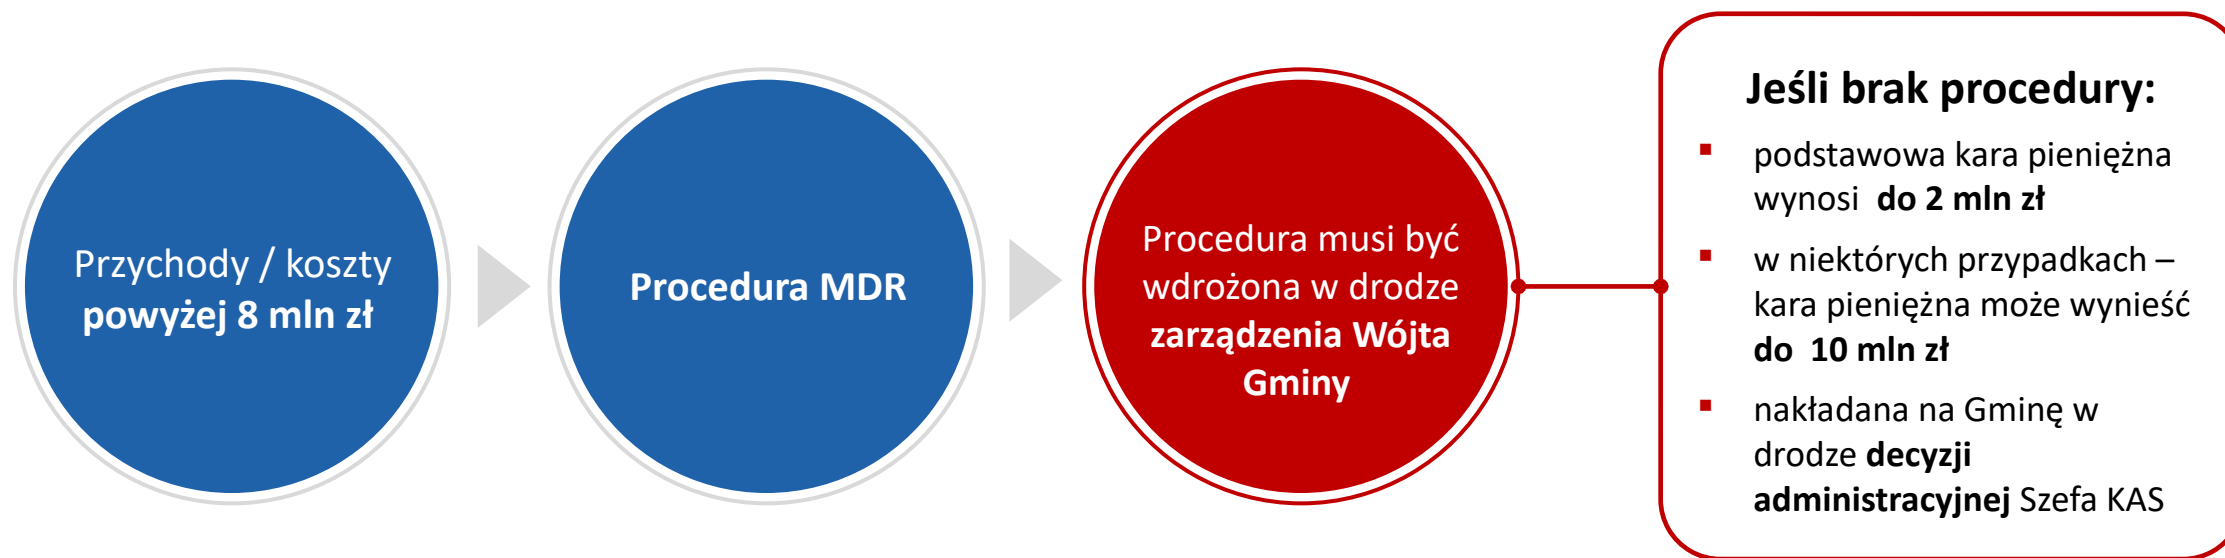 Przychody / koszty
powyżej 8 mln zł
Procedura MDR
Procedura musi być
wdrożona w drodze
zarządzenia Wójta
Gminy
Jeśli brak procedury:
▪ podstawowa kara pieniężna
wynosi do 2 mln zł
▪ w niektórych przypadkach –
kara pieniężna może wynieść
do 10 mln zł
▪ nakładana na Gminę w
drodze decyzji
administracyjnej Szefa KAS